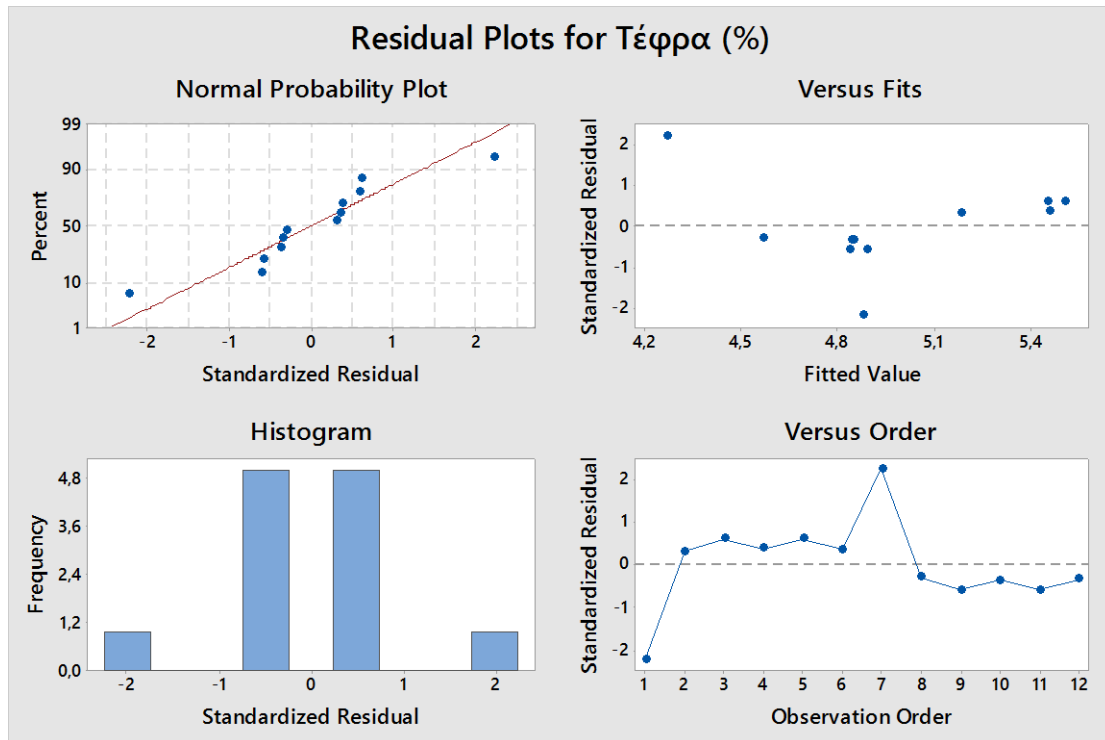 Residual Plots for Τέφρα (%)
Normal Probability Plot
99
90
50
10
1
Percent
-2 -1 0 1 2
Standardized Residual
Versus Fits
2
1
0
-1
-2
Standardized Residual
4,2 4,5 4,8 5,1 5,4
Fitted Value
Histogram
4,8
3,6
2,4
1,2
0,0
Frequency
-2 -1 0 1 2
Standardized Residual
Versus Order
2
1
0
-1
-2
Standardized Residual
1 2 3 4 5 6 7 8 9 10 11 12
Observation Order